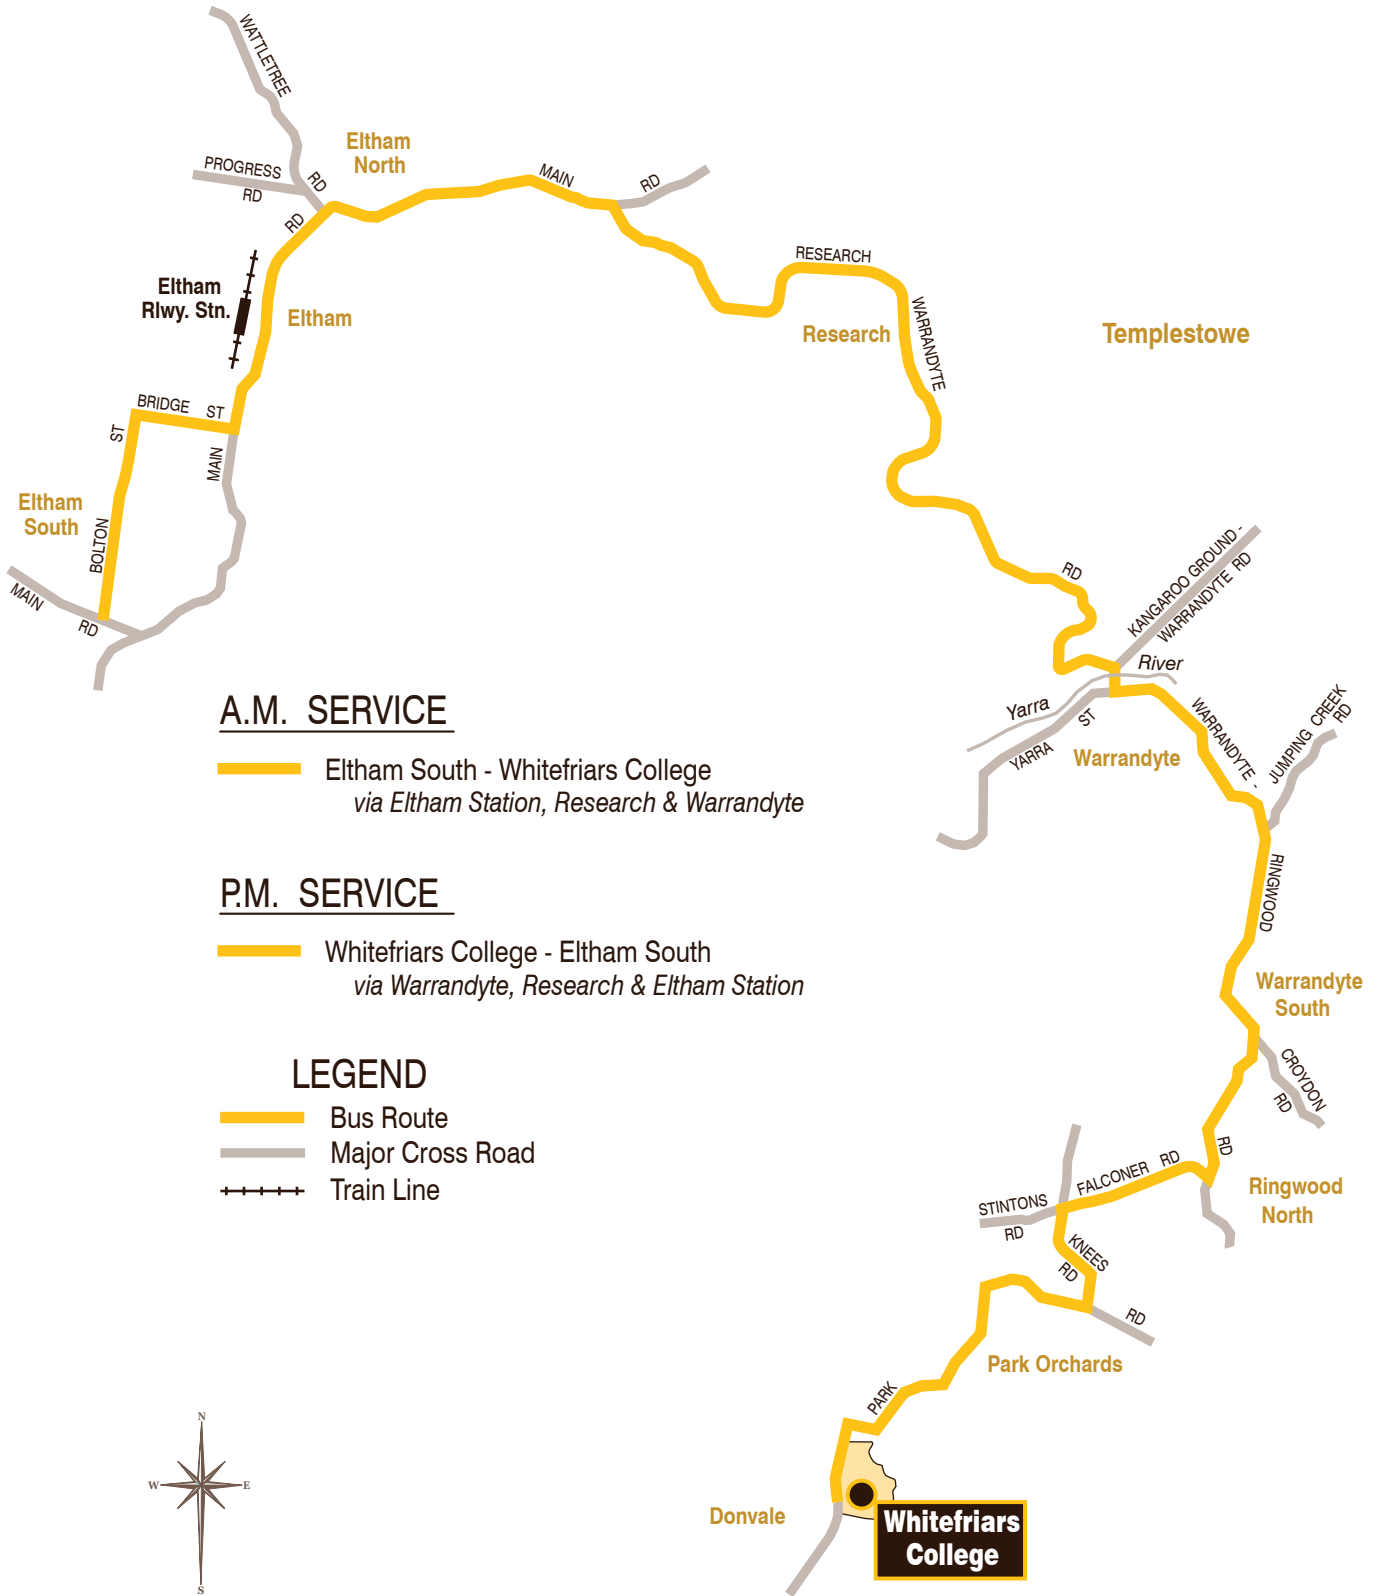 WATTLETREE
RD
PROGRESS
RD
Eltham
North
MAIN
RD
RD
Eltham
Rlwy. Stn.
Eltham
RESEARCH
WARRANDYTE
RD
Research
Templestowe
BRIDGE ST
ST
BOLTON
MAIN
Eltham
South
MAIN
RD
KANGAROO GROUND -
WARRANDYTE RD
River
Yarra
YARRA
ST
Warrandyte
WARRANDYTE -
JUMPING CREEK
RD
RINGWOOD
A.M. SERVICE
Eltham South - Whitefriars College
via Eltham Station, Research & Warrandyte
P.M. SERVICE
Whitefriars College - Eltham South
via Warrandyte, Research & Eltham Station
Warrandyte
South
CROYDON
RD
RD
LEGEND
Bus Route
Major Cross Road
Train Line
FALCONER RD
STINTONS
RD
Ringwood
North
KNEES
RD
RD
Park Orchards
PARK
Donvale
Whitefriars
College
N
W
E
S